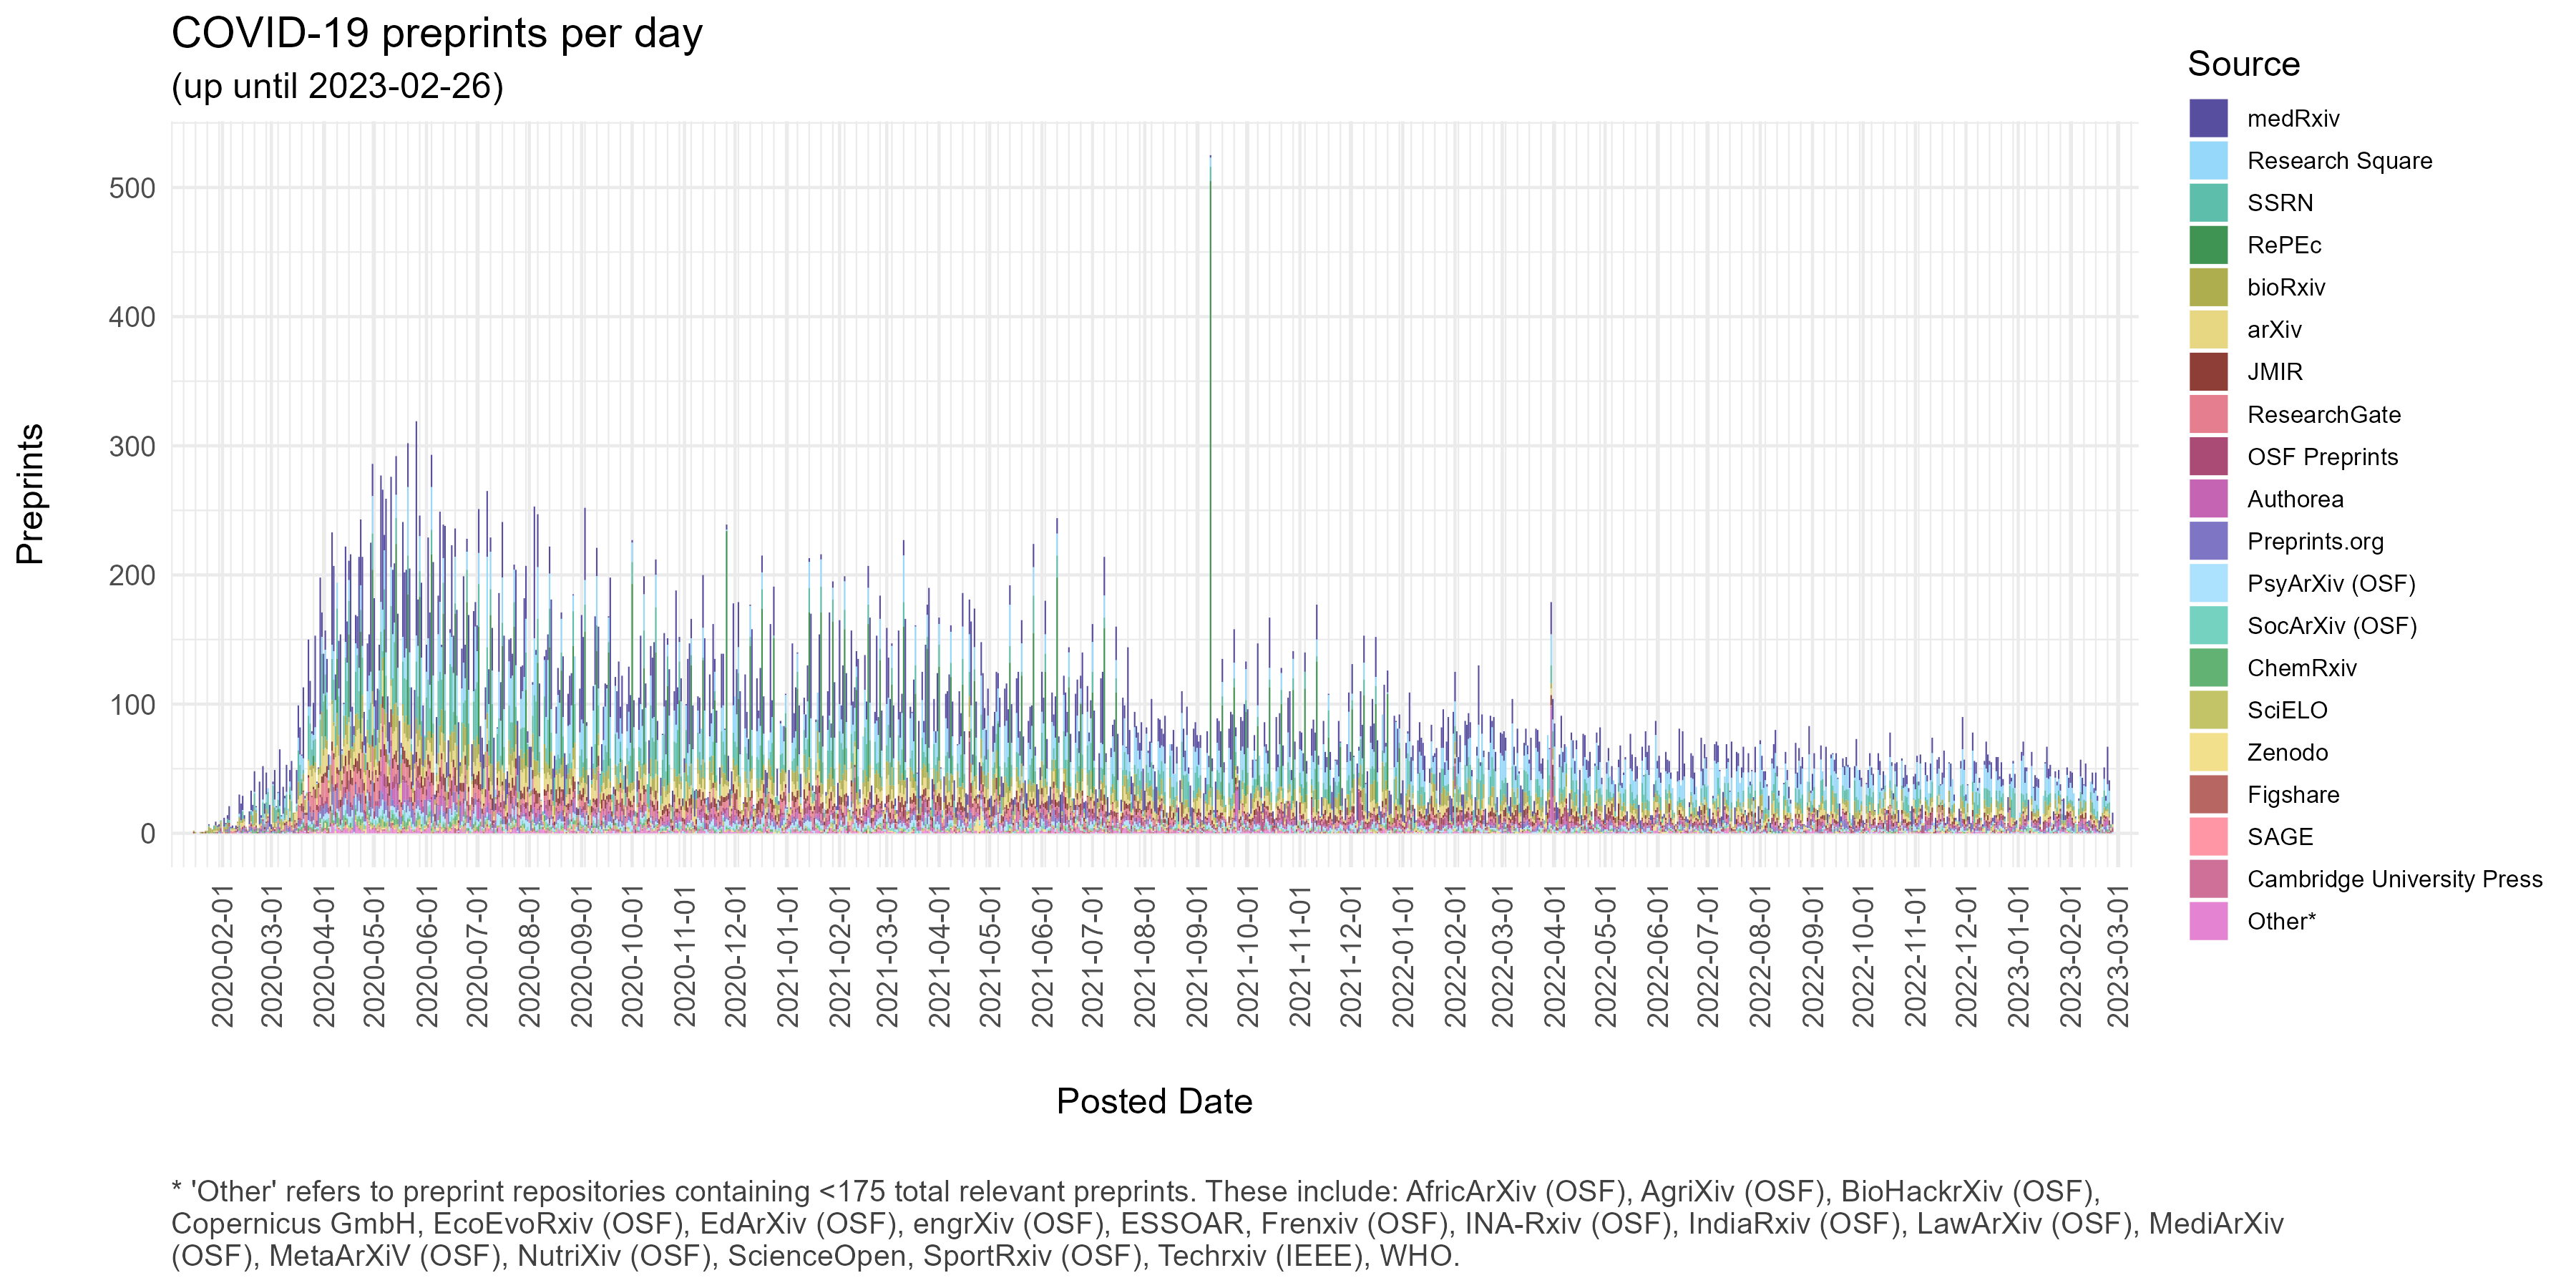 COVID-19 preprints per day
(up until 2023-02-26)
Source
medRxiv
Research Square
SSRN
RePEc
bioRxiv
arXiv
JMIR
ResearchGate
OSF Preprints
Authorea
Preprints.org
PsyArXiv (OSF)
SocArXiv (OSF)
ChemRxiv
SciELO
Zenodo
Figshare
SAGE
Cambridge University Press
Other*
Preprints
500
400
300
200
100
0
2020-02-01
2020-03-01
2020-04-01
2020-05-01
2020-06-01
2020-07-01
2020-08-01
2020-09-01
2020-10-01
2020-11-01
2020-12-01
2021-01-01
2021-02-01
2021-03-01
2021-04-01
2021-05-01
2021-06-01
2021-07-01
2021-08-01
2021-09-01
2021-10-01
2021-11-01
2021-12-01
2022-01-01
2022-02-01
2022-03-01
2022-04-01
2022-05-01
2022-06-01
2022-07-01
2022-08-01
2022-09-01
2022-10-01
2022-11-01
2022-12-01
2023-01-01
2023-02-01
2023-03-01
Posted Date
* 'Other' refers to preprint repositories containing <175 total relevant preprints. These include: AfricArXiv (OSF), AgriXiv (OSF), BioHackrXiv (OSF),
Copernicus GmbH, EcoEvoRxiv (OSF), EdArXiv (OSF), engrXiv (OSF), ESSOAR, Frenxiv (OSF), INA-Rxiv (OSF), IndiaRxiv (OSF), LawArXiv (OSF), MediArXiv
(OSF), MetaArXiV (OSF), NutriXiv (OSF), ScienceOpen, SportRxiv (OSF), Techrxiv (IEEE), WHO.